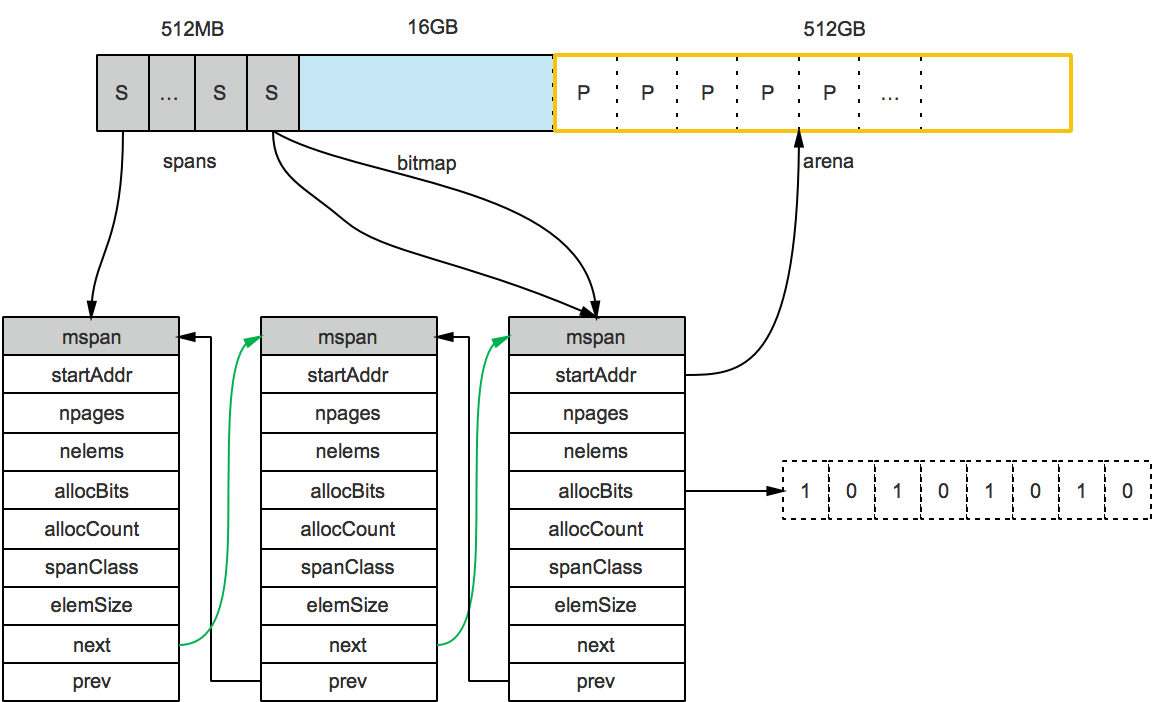 512MB 16GB 512GB
S ... S S P P P P P ...
spans bitmap arena
mspan mspan mspan
startAddr startAddr startAddr
npages npages npages
nelems nelems nelems
allocBits allocBits allocBits 1 0 1 0 1 0 1 0
allocCount allocCount allocCount
spanClass spanClass spanClass
elemSize elemSize elemSize
next next next
prev prev prev